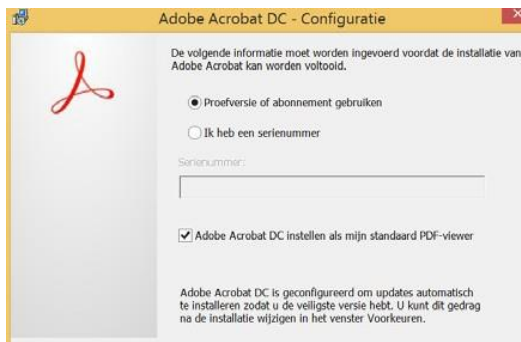 Adobe Acrobat DC - Configuratie
De volgende informatie moet worden ingevoerd voordat de installatie van
Adobe Acrobat kan worden voltooid.
Proefversie of abonnement gebruiken
Ik heb een serienummer
Serienummer:
Adobe Acrobat DC instellen als mijn standaard PDF-viewer
Adobe Acrobat DC is geconfigureerd om updates automatisch
te installeren zodat u de veiligste versie hebt. U kunt dit gedrag
na de installatie wijzigen in het venster Voorkeuren.